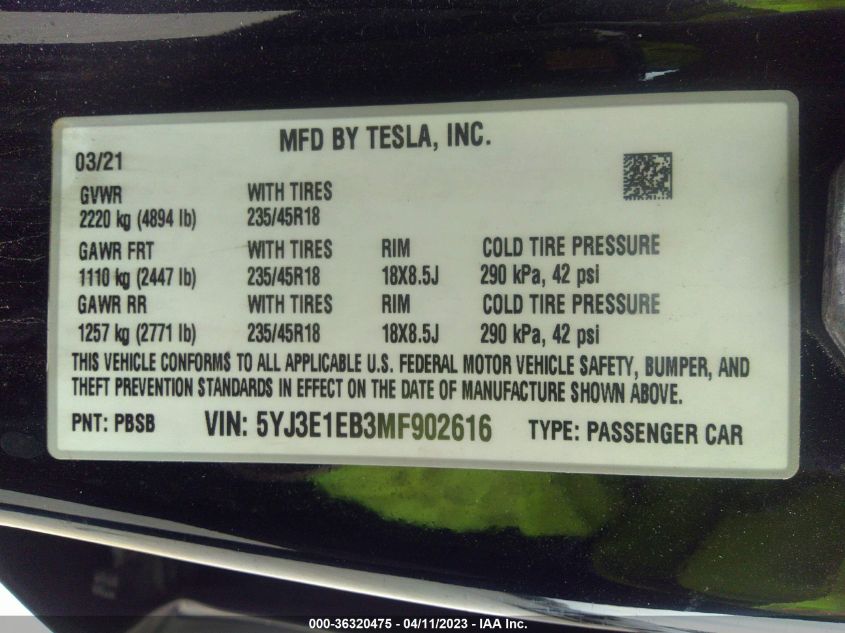 MFD BY TESLA, INC.
03/21
GVWR WITH TIRES
2220 kg (4894 lb) 235/45R18
GAWR FRT WITH TIRES RIM COLD TIRE PRESSURE
1110 kg (2447 lb) 235/45R18 18X8.5J 290 kPa, 42 psi
GAWR RR WITH TIRES RIM COLD TIRE PRESSURE
1257 kg (2771 lb) 235/45R18 18X8.5J 290 kPa, 42 psi
THIS VEHICLE CONFORMS TO ALL APPLICABLE U.S. FEDERAL MOTOR VEHICLE SAFETY, BUMPER, AND
THEFT PREVENTION STANDARDS IN EFFECT ON THE DATE OF MANUFACTURE SHOWN ABOVE.
PNT: PBSB VIN: 5YJ3E1EB3MF902616 TYPE: PASSENGER CAR
000-36320475 - 04/11/2023 - IAA Inc.